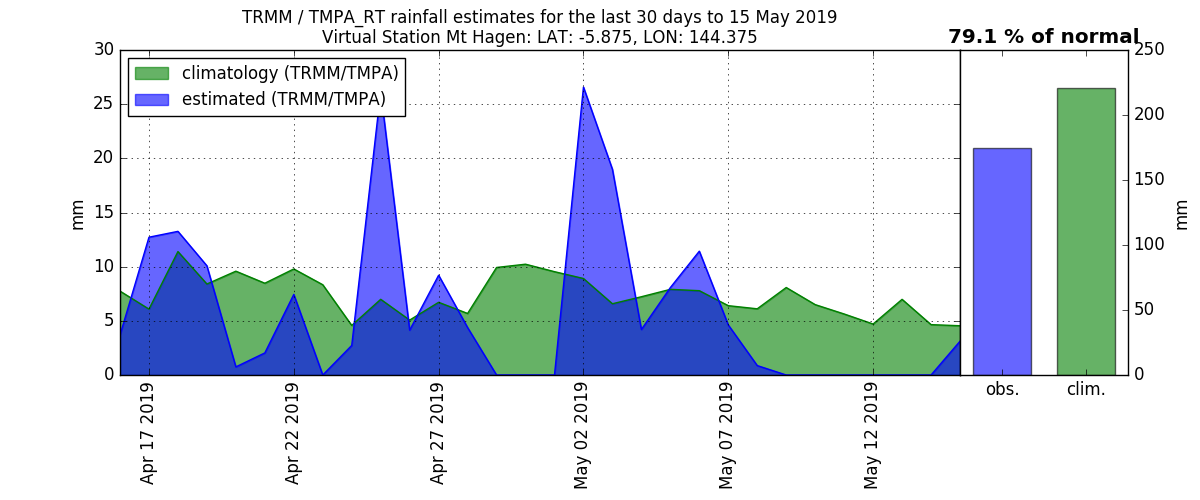 TRMM / TMPA_RT rainfall estimates for the last 30 days to 15 May 2019
Virtual Station Mt Hagen: LAT: -5.875, LON: 144.375
79.1 % of normal
climatology (TRMM/TMPA)
estimated (TRMM/TMPA)
30
25
20
15
10
5
0
mm
Apr 17 2019
Apr 22 2019
Apr 27 2019
May 02 2019
May 07 2019
May 12 2019
250
200
150
100
50
0
mm
obs.
clim.